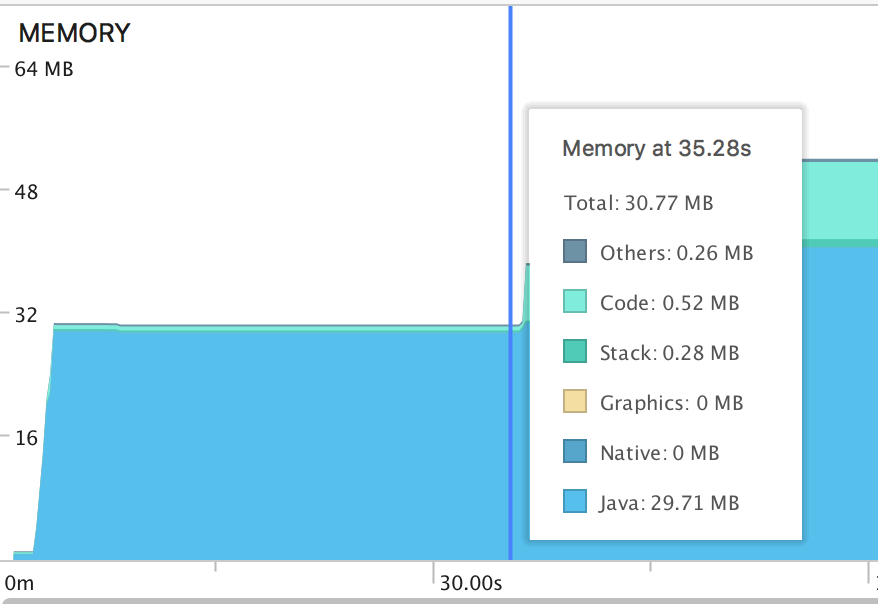 MEMORY
64 MB
48
32
16
Memory at 35.28s
Total: 30.77 MB
Others: 0.26 MB
Code: 0.52 MB
Stack: 0.28 MB
Graphics: 0 MB
Native: 0 MB
Java: 29.71 MB
0m
30.00s